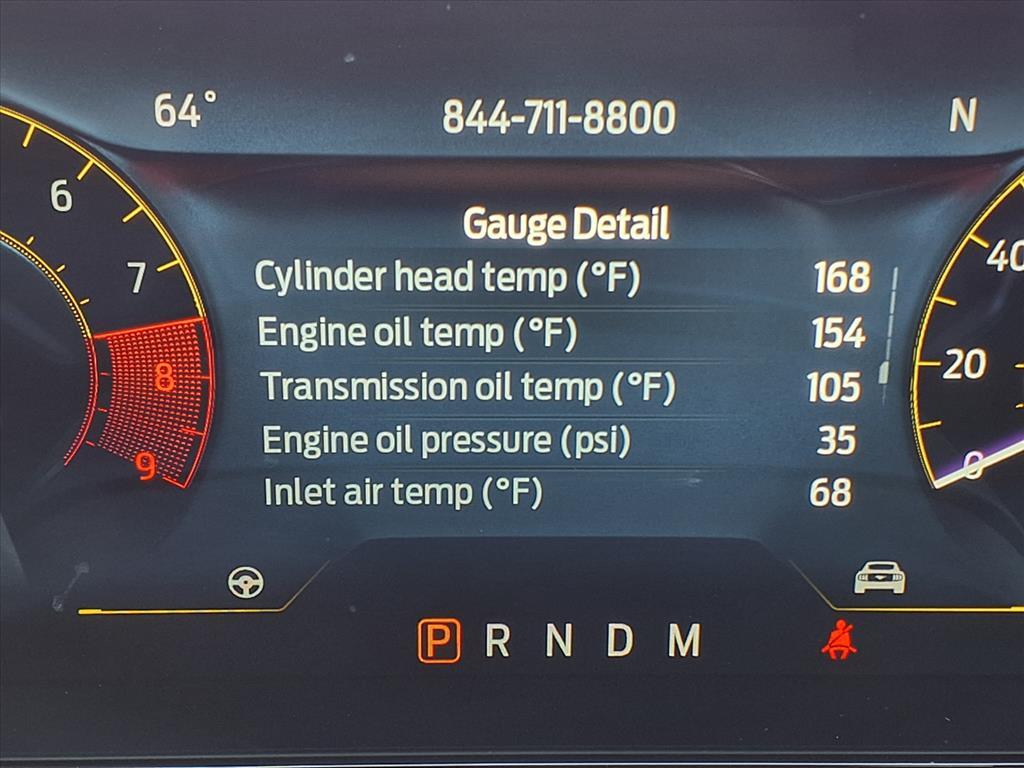 64° 844-711-8800 N
Gauge Detail
Cylinder head temp (°F) 168
Engine oil temp (°F) 154
Transmission oil temp (°F) 105
Engine oil pressure (psi) 35
Inlet air temp (°F) 68
6
7
8
9
40
20
0
P R N D M